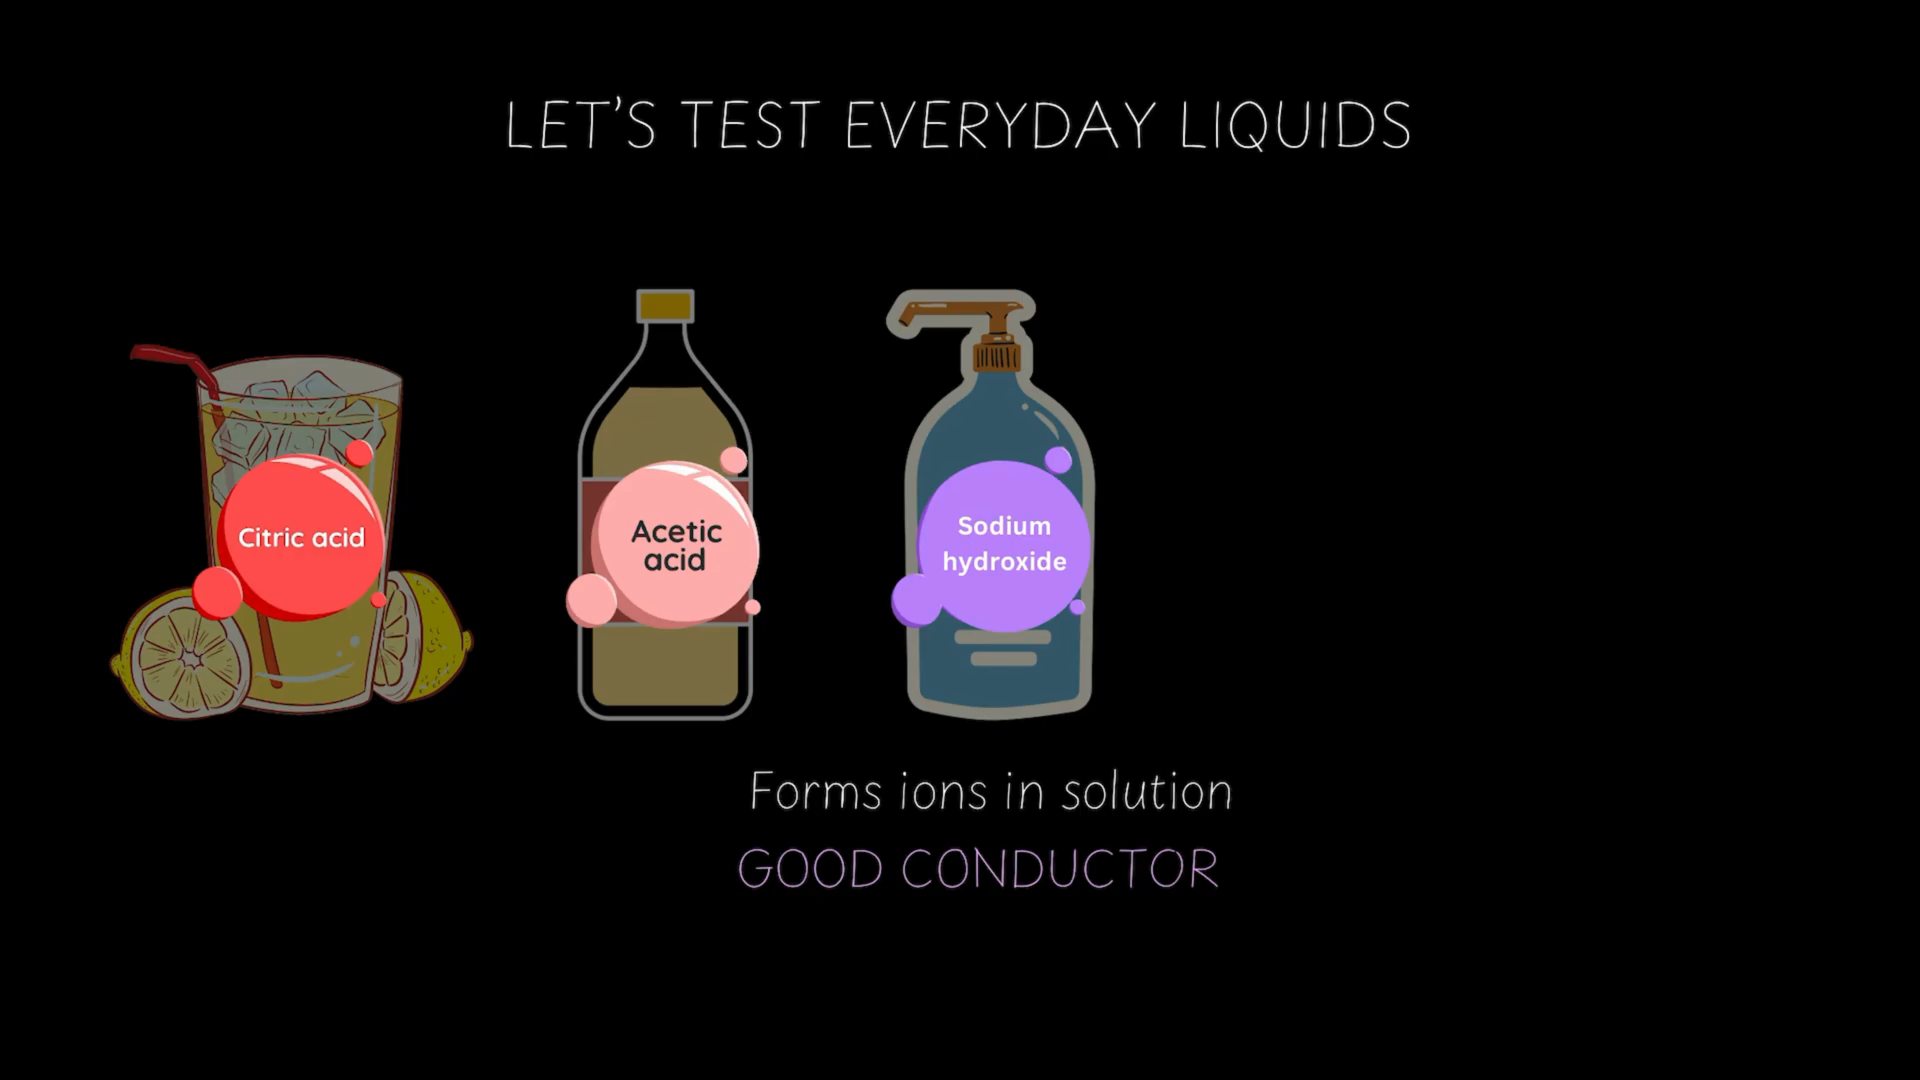 LET'S TEST EVERYDAY LIQUIDS
Citric acid
Acetic
acid
Sodium
hydroxide
Forms ions in solution
GOOD CONDUCTOR